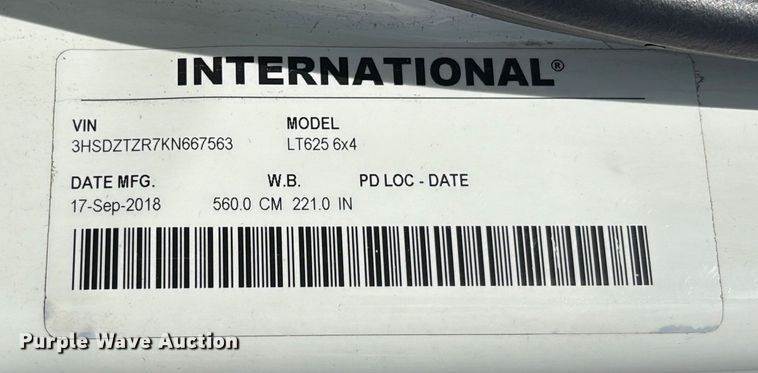 INTERNATIONAL®
VIN MODEL
3HSDZTZR7KN667563 LT625 6x4
DATE MFG. W.B. PD LOC - DATE
17-Sep-2018 560.0 CM 221.0 IN
Purple Wave Auction